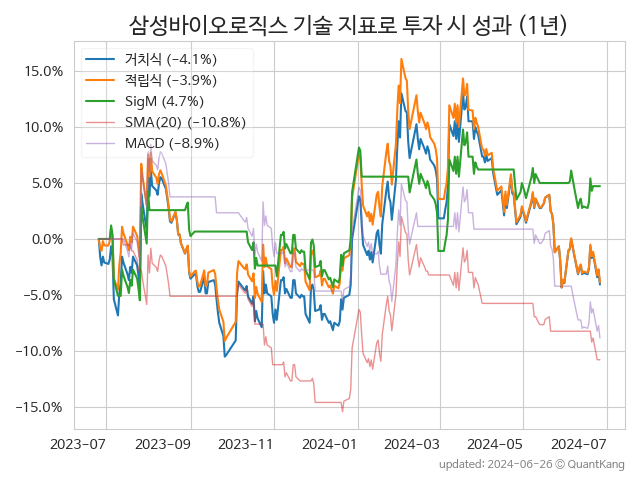 삼성바이오로직스 기술 지표로 투자 시 성과 (1년)
거치식 (−4.1%)
적립식 (−3.9%)
SigM (4.7%)
SMA(20) (−10.8%)
MACD (−8.9%)
15.0%
10.0%
5.0%
0.0%
−5.0%
−10.0%
−15.0%
2023-07 2023-09 2023-11 2024-01 2024-03 2024-05 2024-07
updated: 2024-06-26 © QuantKang